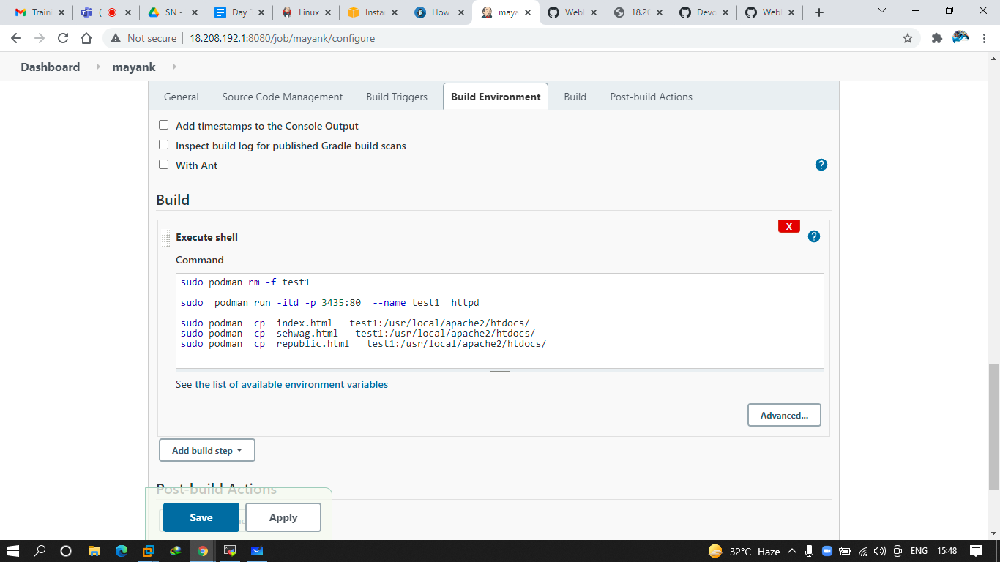 Train
(
SN -
Day
Linux
Insta
How
maya
Webl
18.20
Devo
Webl
Not secure
18.208.192.1:8080/job/mayank/configure
Dashboard
mayank
General
Source Code Management
Build Triggers
Build Environment
Build
Post-build Actions
Add timestamps to the Console Output
Inspect build log for published Gradle build scans
With Ant
?
Build
X
Execute shell
?
Command
sudo podman rm -f test1
sudo  podman run -itd -p 3435:80  --name test1  httpd
sudo podman  cp  index.html   test1:/usr/local/apache2/htdocs/
sudo podman  cp  sehwag.html   test1:/usr/local/apache2/htdocs/
sudo podman  cp  republic.html   test1:/usr/local/apache2/htdocs/
See the list of available environment variables
Advanced...
Add build step
Post-build Actions
Save
Apply
32°C Haze
ENG
15:48